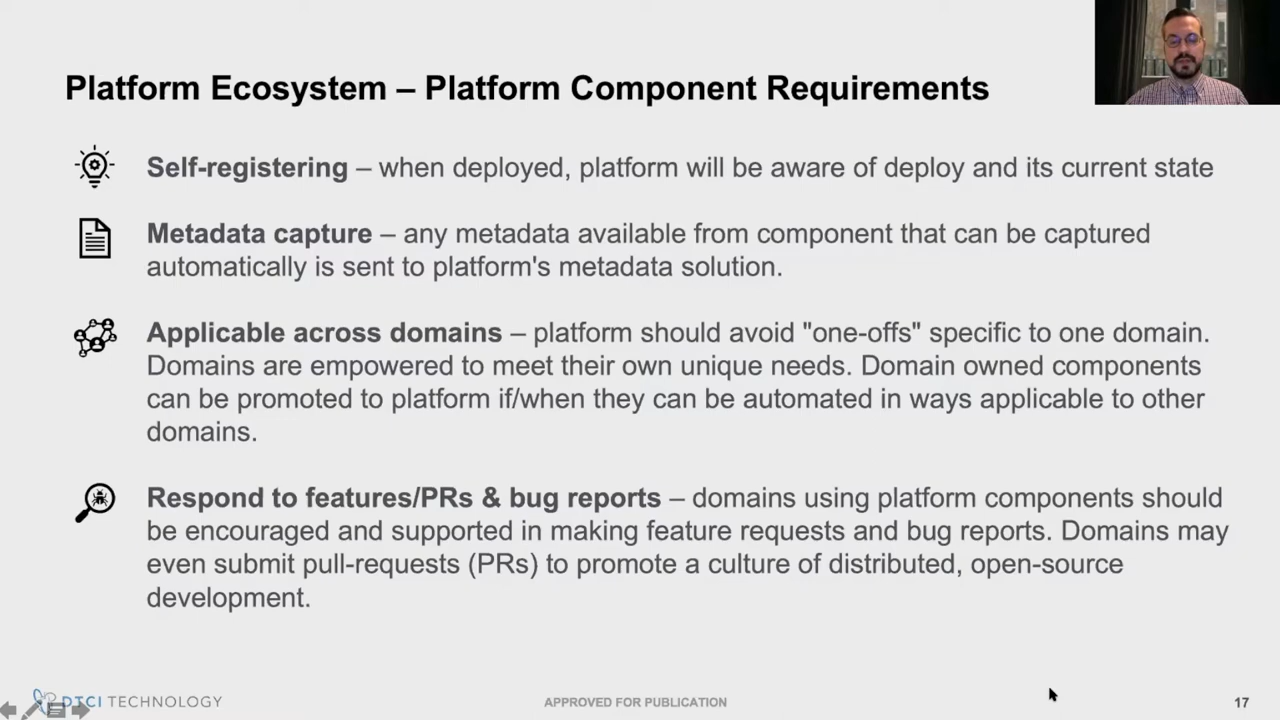 Platform Ecosystem – Platform Component Requirements
Self-registering – when deployed, platform will be aware of deploy and its current state
Metadata capture – any metadata available from component that can be captured
automatically is sent to platform's metadata solution.
Applicable across domains – platform should avoid "one-offs" specific to one domain.
Domains are empowered to meet their own unique needs. Domain owned components
can be promoted to platform if/when they can be automated in ways applicable to other
domains.
Respond to features/PRs & bug reports – domains using platform components should
be encouraged and supported in making feature requests and bug reports. Domains may
even submit pull-requests (PRs) to promote a culture of distributed, open-source
development.
DTCI TECHNOLOGY
APPROVED FOR PUBLICATION
17